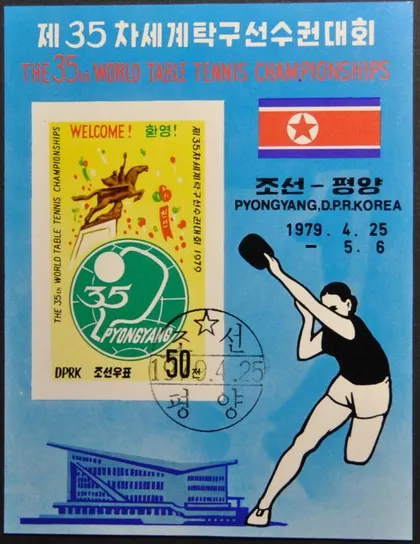 제 35 차세계탁구선수권대회
THE 35th WORLD TABLE TENNIS CHAMPIONSHIPS
THE 35th WORLD TABLE TENNIS CHAMPIONSHIPS
WELCOME! 환영!
제35차세계탁구선수권대회 1979
35
PYONGYANG
DPRK 조선우표 50전
조선 – 평양
PYONGYANG, D.P.R.KOREA
1979. 4. 25
– 5. 6
조선
평양